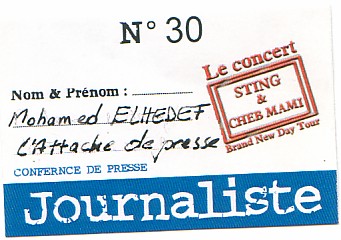 N° 30
Le concert
STING
&
CHEB MAMI
Brand New Day Tour
Nom & Prénom :
Mohamed ELHEDEF
L'Attaché de presse
CONFERNCE DE PRESSE
Journaliste